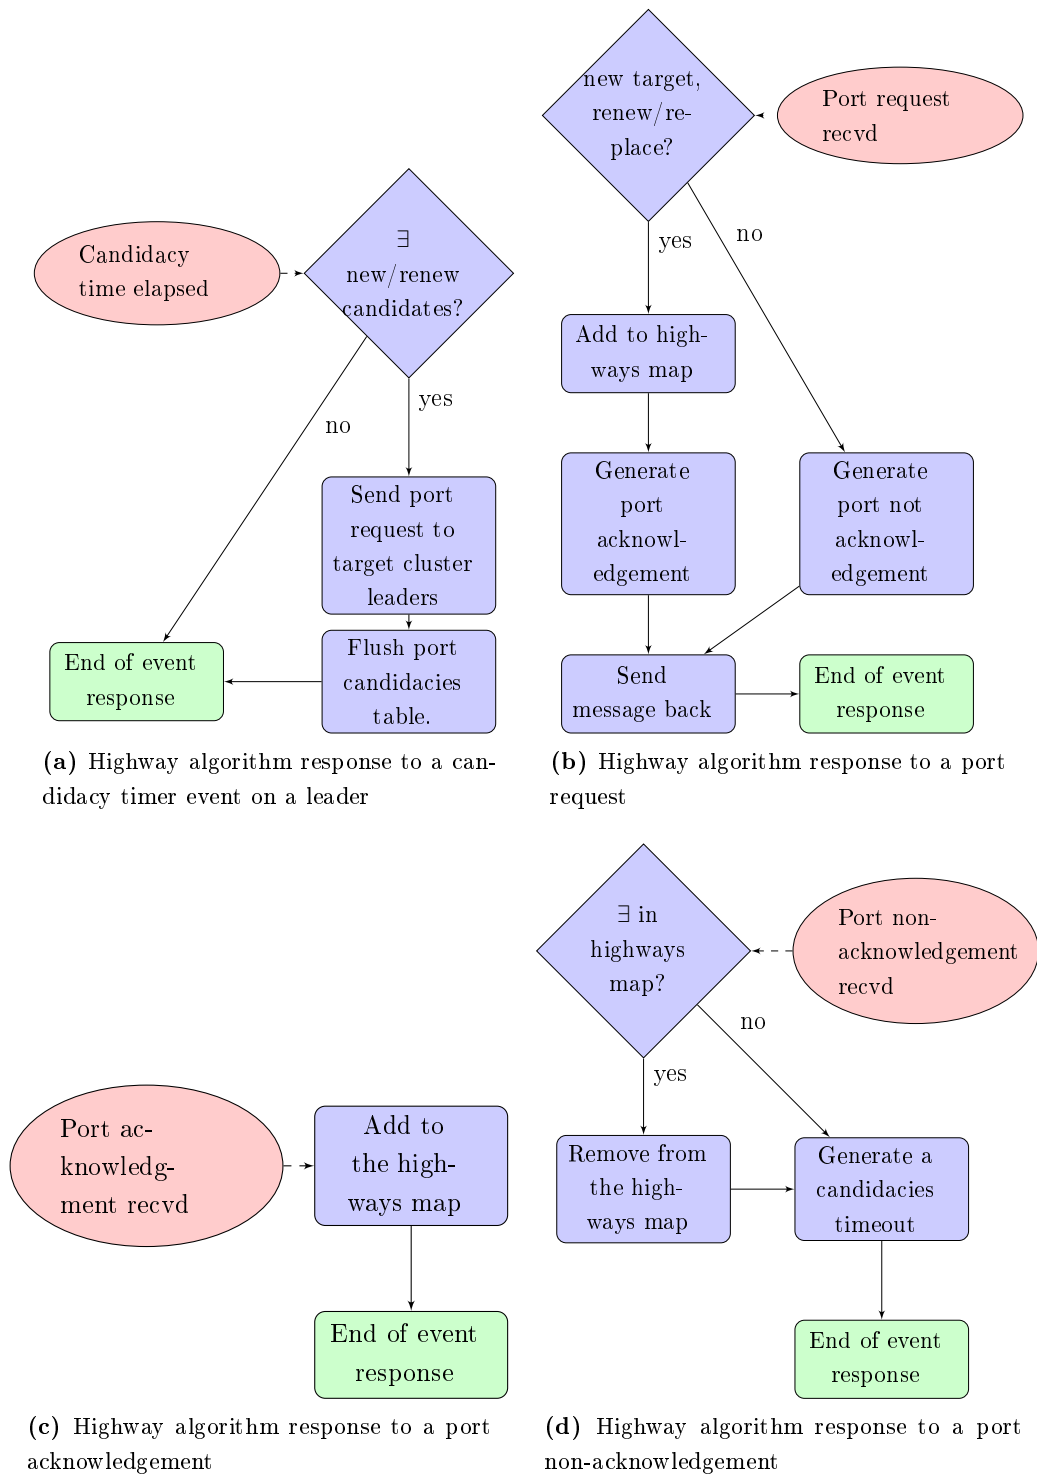 Candidacy
time elapsed
∃
new/renew
candidates?
no
yes
Send port
request to
target cluster
leaders
Flush port
candidacies
table.
End of event
response
(a) Highway algorithm response to a can-
didacy timer event on a leader
new target,
renew/re-
place?
Port request
recvd
yes
no
Add to high-
ways map
Generate
port
acknowl-
edgement
Generate
port not
acknowl-
edgement
Send
message back
End of event
response
(b) Highway algorithm response to a port
request
Port ac-
knowledg-
ment recvd
Add to
the high-
ways map
End of event
response
(c) Highway algorithm response to a port
acknowledgement
∃ in
highways
map?
Port non-
acknowledgement
recvd
no
yes
Remove from
the high-
ways map
Generate a
candidacies
timeout
End of event
response
(d) Highway algorithm response to a port
non-acknowledgement